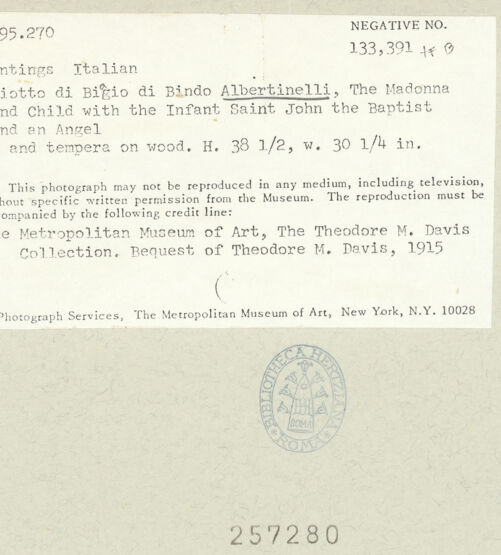 95.270
NEGATIVE NO.
133,391
ntings Italian
iotto di Bigio di Bindo Albertinelli, The Madonna
nd Child with the Infant Saint John the Baptist
nd an Angel
and tempera on wood. H. 38 1/2, w. 30 1/4 in.
This photograph may not be reproduced in any medium, including television,
hout specific written permission from the Museum. The reproduction must be
ompanied by the following credit line:
e Metropolitan Museum of Art, The Theodore M. Davis
Collection. Bequest of Theodore M. Davis, 1915
Photograph Services, The Metropolitan Museum of Art, New York, N.Y. 10028
BIBLIOTHECA HERTZIANA
ROMA
ROMA
257280